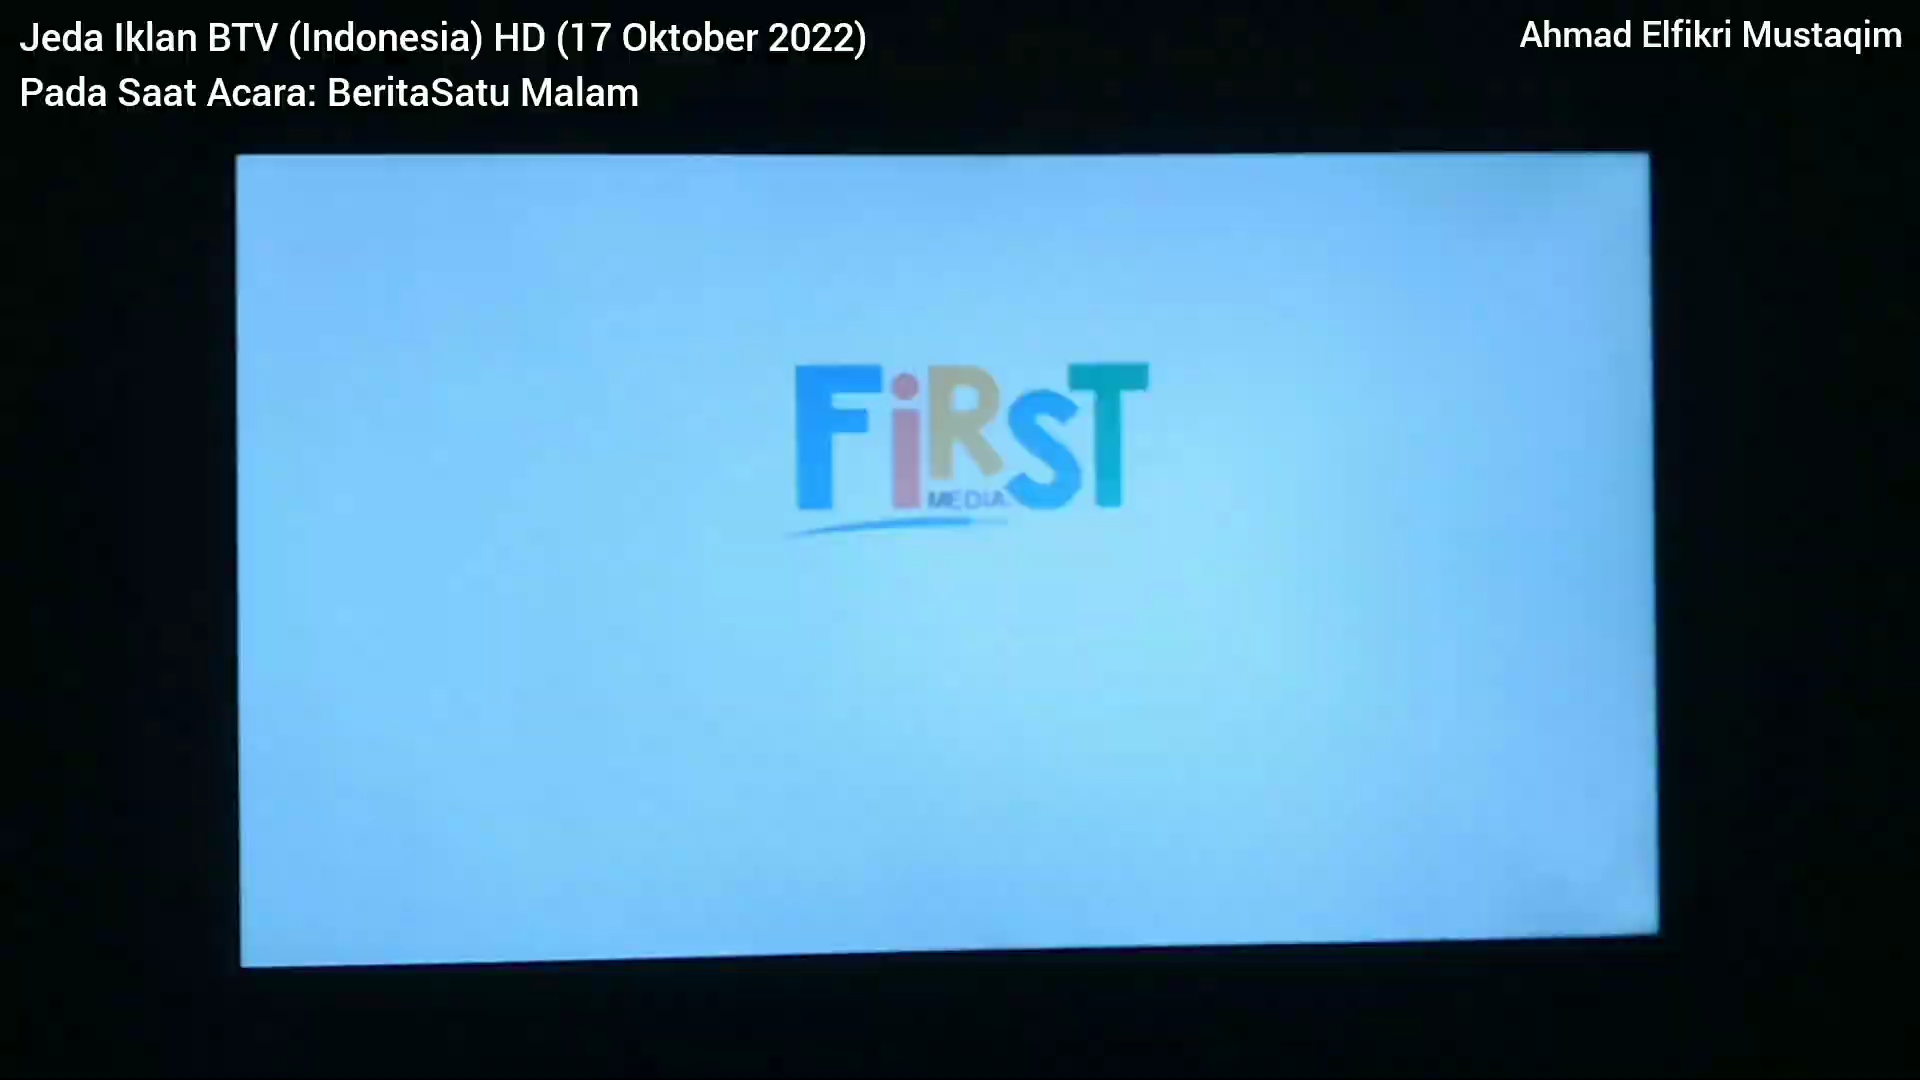 Jeda Iklan BTV (Indonesia) HD (17 Oktober 2022)
Ahmad Elfikri Mustaqim
Pada Saat Acara: BeritaSatu Malam
FiRST
MEDIA